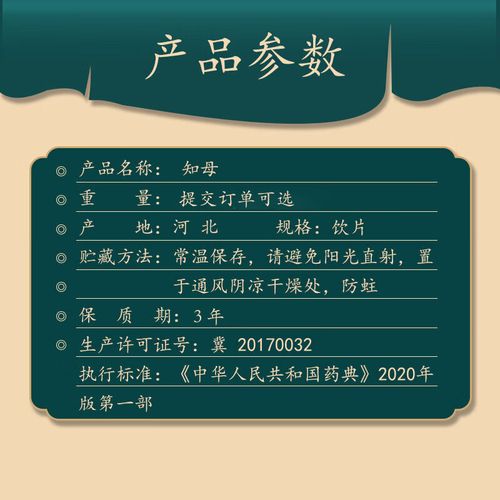 产品参数
产品名称： 知母
重 量： 提交订单可选
产 地：河北 规格：饮片
贮藏方法：常温保存，请避免阳光直射，置
于通风阴凉干燥处，防蛀
保 质 期：3年
生产许可证号：冀 20170032
执行标准：《中华人民共和国药典》2020年
版第一部